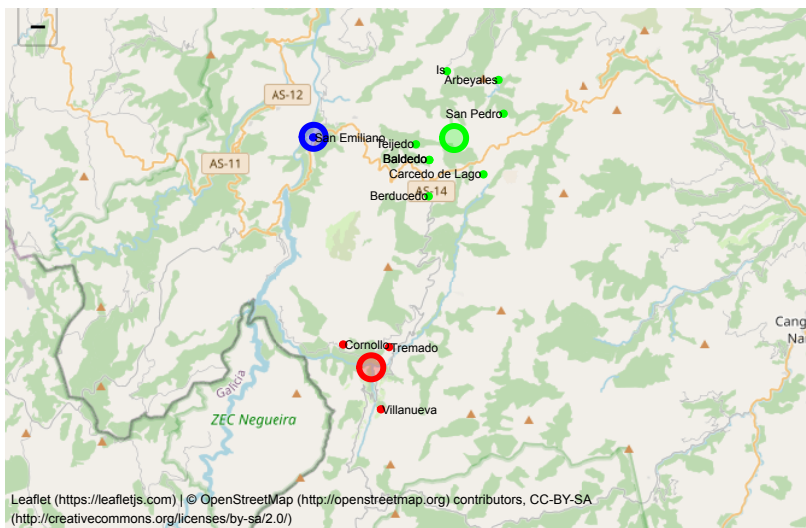 −
Is
Arbeyales
AS-12
San Pedro
San Emiliano
Teijedo
Baldedo
AS-11
Carcedo de Lago
AS-14
Berducedo
Cang
Na
Cornollo
Tremado
Galicia
Villanueva
ZEC Negueira
Leaflet (https://leafletjs.com) | © OpenStreetMap (http://openstreetmap.org) contributors, CC-BY-SA
(http://creativecommons.org/licenses/by-sa/2.0/)